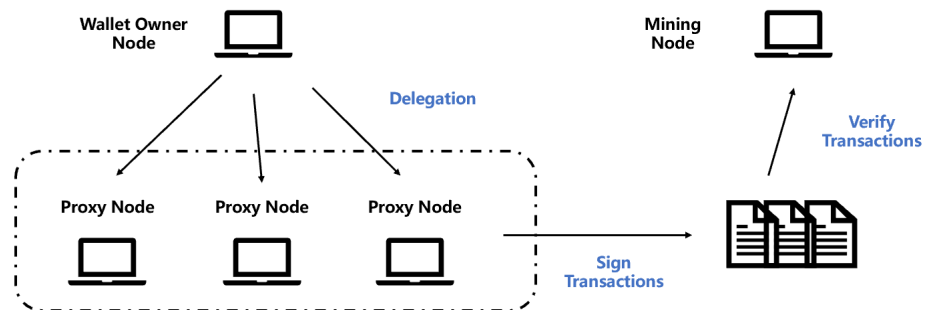 Wallet Owner
Node
Mining
Node
Delegation
Verify
Transactions
Proxy Node
Proxy Node
Proxy Node
Sign
Transactions